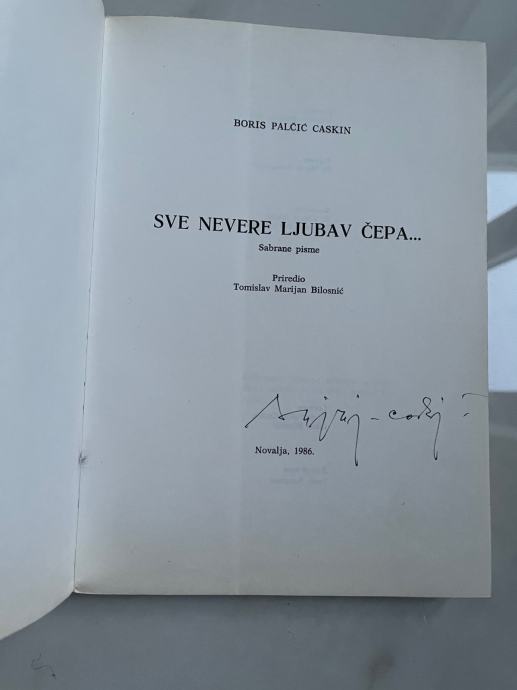 BORIS PALČIĆ CASKIN
SVE NEVERE LJUBAV ČEPA...
Sabrane pisme
Priredio
Tomislav Marijan Bilosnić
Novalja, 1986.